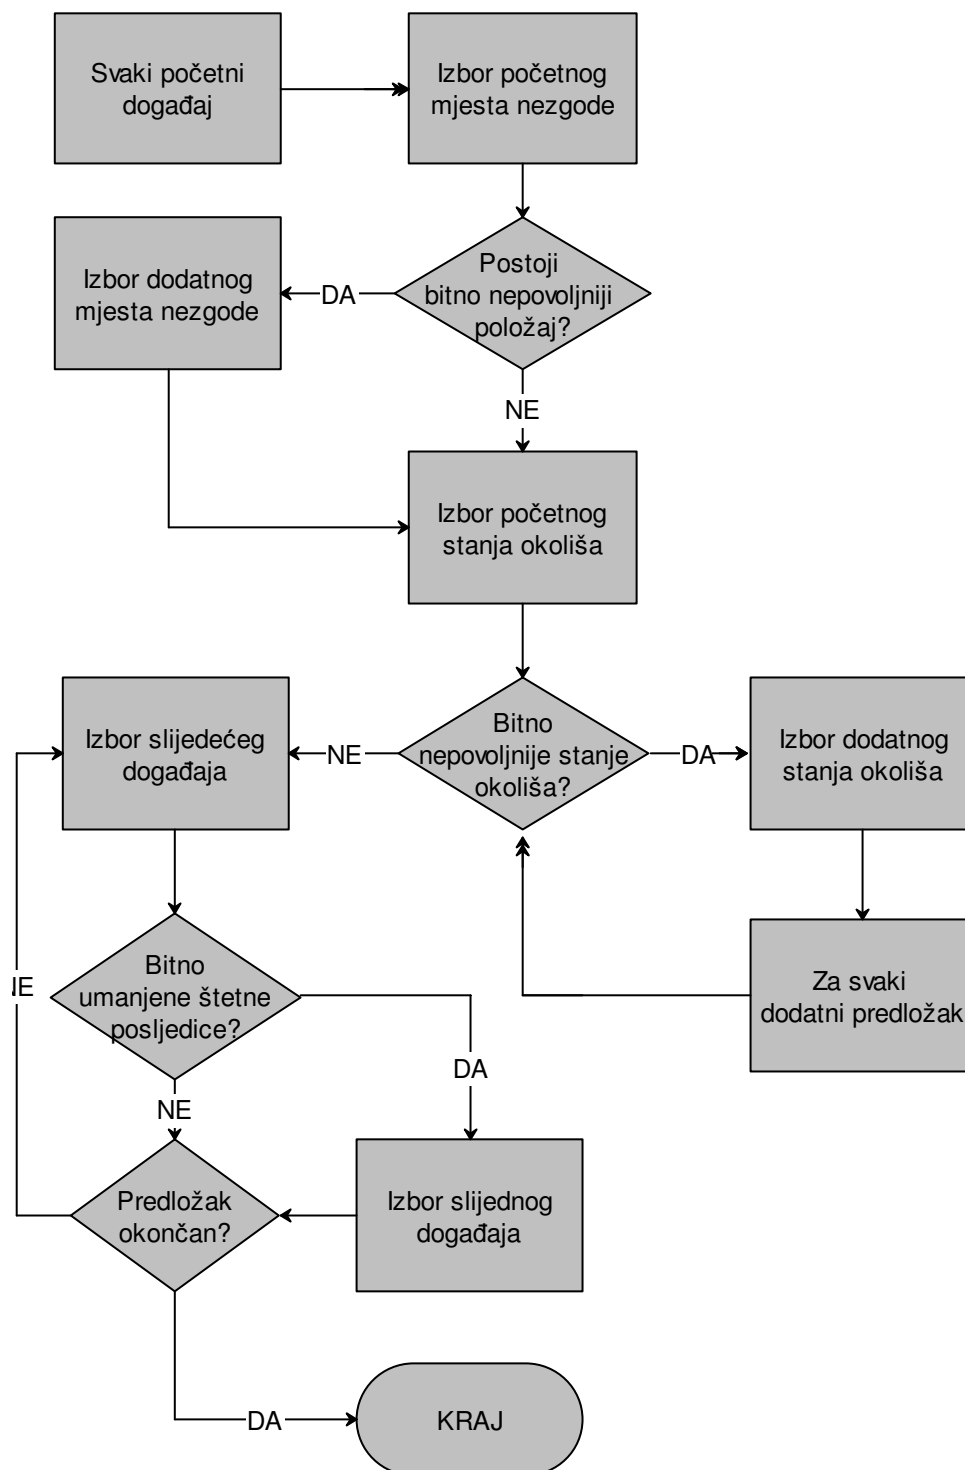 Svaki početni
događaj
Izbor početnog
mjesta nezgode
Izbor dodatnog
mjesta nezgode
DA
Postoji
bitno nepovoljniji
položaj?
NE
Izbor početnog
stanja okoliša
Izbor slijedećeg
događaja
NE
Bitno
nepovoljnije stanje
okoliša?
DA
Izbor dodatnog
stanja okoliša
Za svaki
dodatni predložak
Bitno
umanjene štetne
posljedice?
NE
DA
NE
Predložak
okončan?
Izbor slijednog
događaja
DA
KRAJ